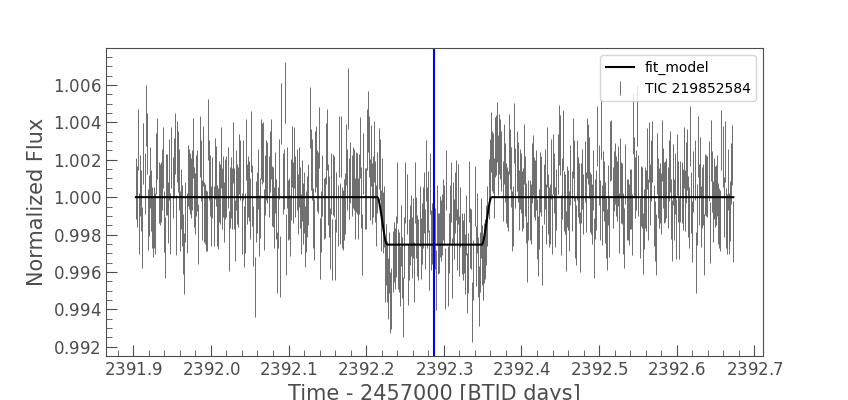 fit_model
TIC 219852584
Normalized Flux
1.006
1.004
1.002
1.000
0.998
0.996
0.994
0.992
2391.9 2392.0 2392.1 2392.2 2392.3 2392.4 2392.5 2392.6 2392.7
Time - 2457000 [BTJD days]